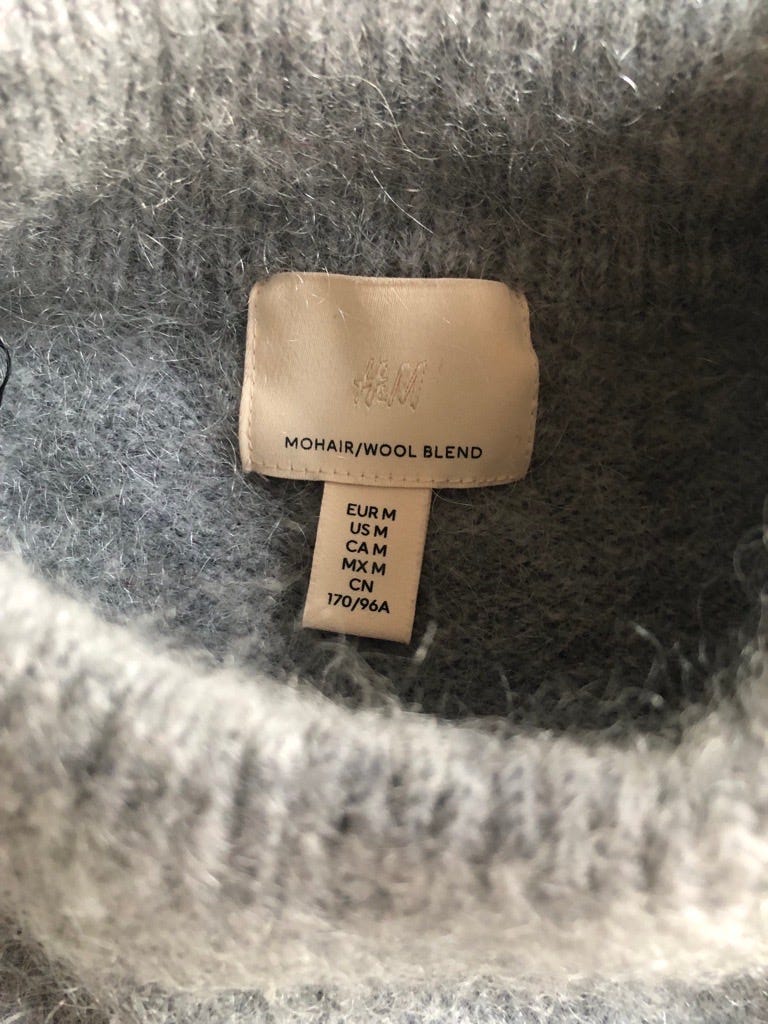 H&M
MOHAIR/WOOL BLEND
EUR M
US M
CA M
MX M
CN
170/96A